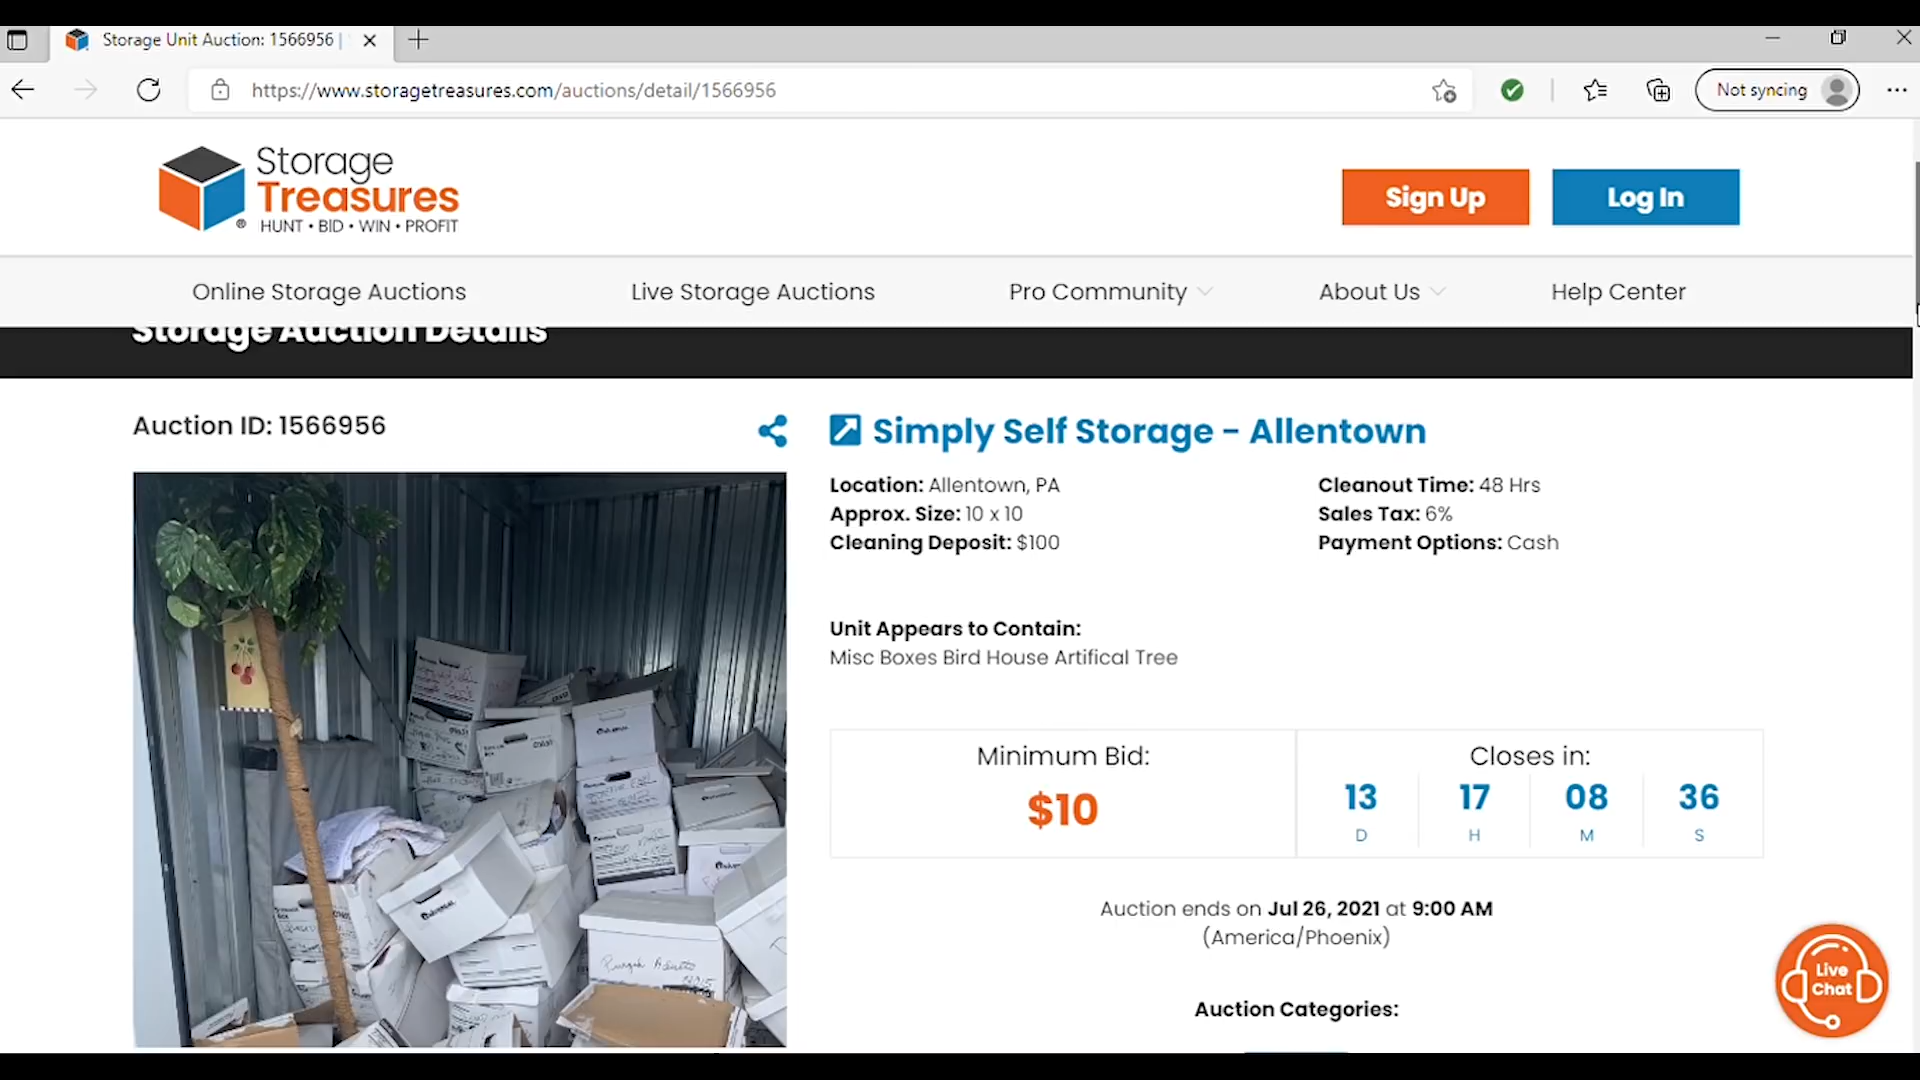 Storage Unit Auction: 1566956 |
https://www.storagetreasures.com/auctions/detail/1566956
Not syncing
Storage
Treasures
® HUNT • BID • WIN • PROFIT
Sign Up
Log In
Online Storage Auctions
Live Storage Auctions
Pro Community
About Us
Help Center
Storage Auction Details
Auction ID: 1566956
Simply Self Storage - Allentown
Location: Allentown, PA
Approx. Size: 10 x 10
Cleaning Deposit: $100
Cleanout Time: 48 Hrs
Sales Tax: 6%
Payment Options: Cash
Unit Appears to Contain:
Misc Boxes Bird House Artifical Tree
Minimum Bid:
$10
Closes in:
13 17 08 36
D H M S
Auction ends on Jul 26, 2021 at 9:00 AM
(America/Phoenix)
Auction Categories:
Live
Chat
Universal